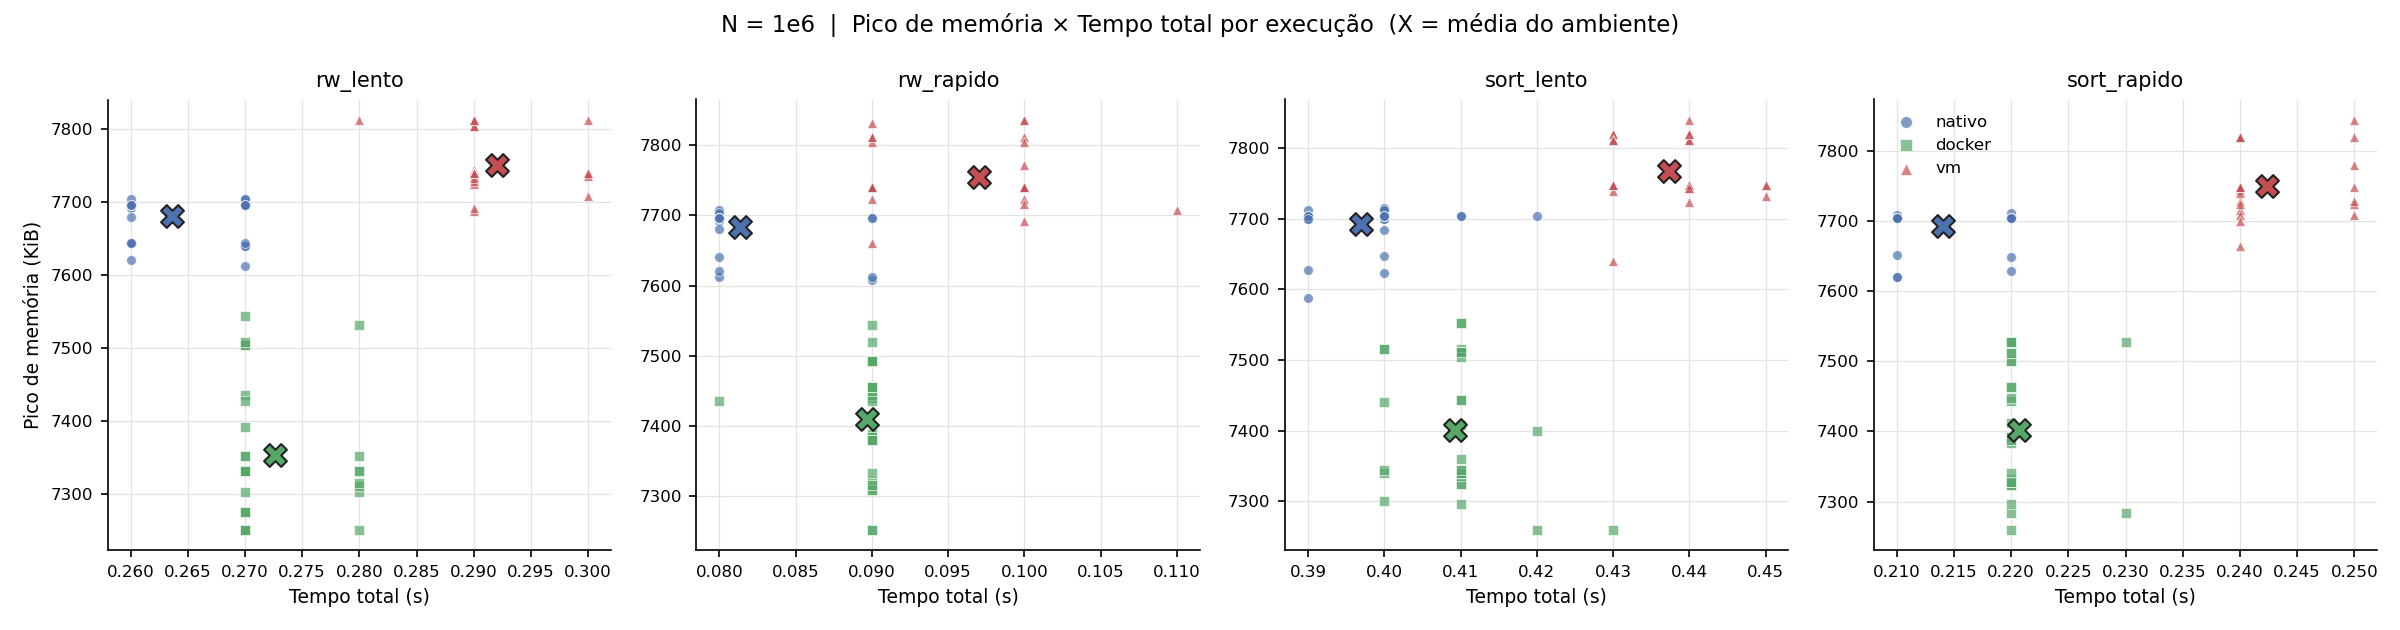 N = 1e6 | Pico de memória × Tempo total por execução (X = média do ambiente)
rw_lento
Pico de memória (KiB)
7800
7700
7600
7500
7400
7300
0.260 0.265 0.270 0.275 0.280 0.285 0.290 0.295 0.300
Tempo total (s)
rw_rapido
7800
7700
7600
7500
7400
7300
0.080 0.085 0.090 0.095 0.100 0.105 0.110
Tempo total (s)
sort_lento
7800
7700
7600
7500
7400
7300
0.39 0.40 0.41 0.42 0.43 0.44 0.45
Tempo total (s)
sort_rapido
nativo
docker
vm
7800
7700
7600
7500
7400
7300
0.210 0.215 0.220 0.225 0.230 0.235 0.240 0.245 0.250
Tempo total (s)